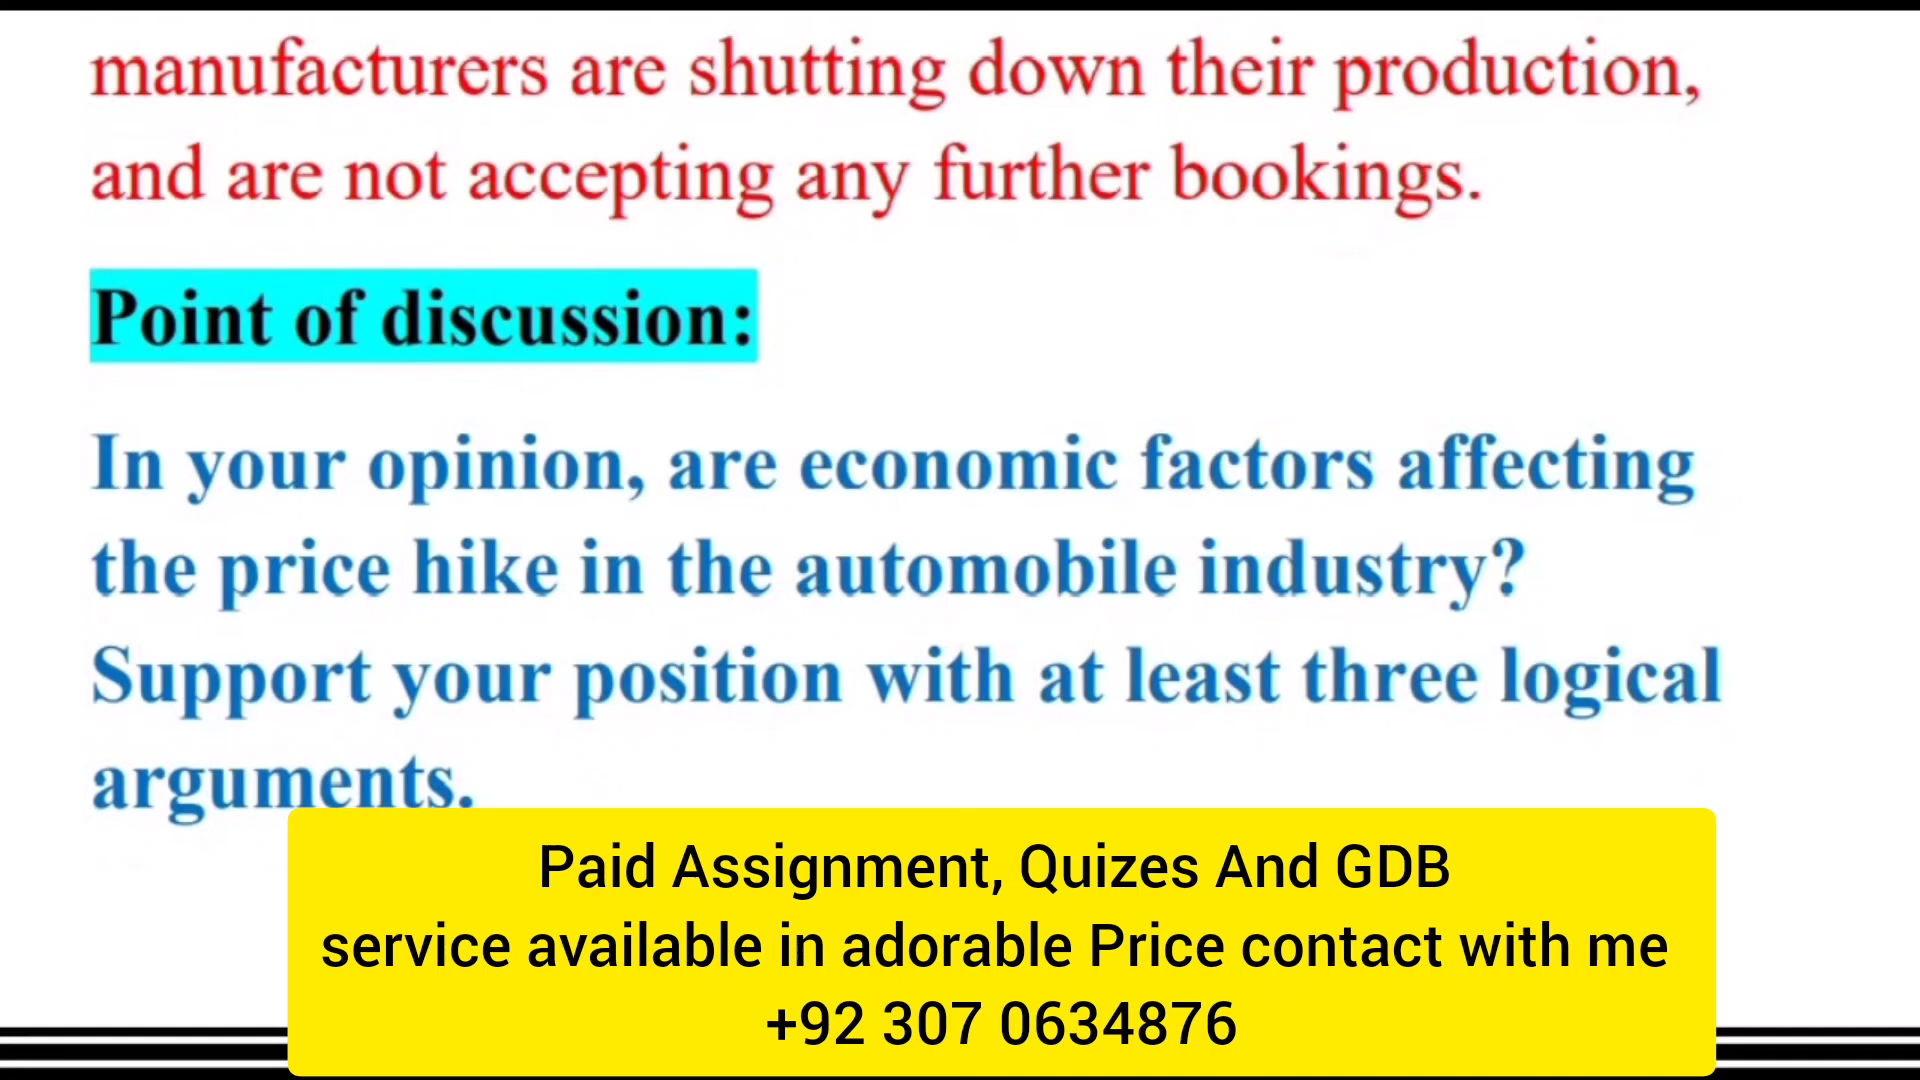 manufacturers are shutting down their production,
and are not accepting any further bookings.
Point of discussion:
In your opinion, are economic factors affecting
the price hike in the automobile industry?
Support your position with at least three logical
arguments.
Paid Assignment, Quizes And GDB
service available in adorable Price contact with me
+92 307 0634876